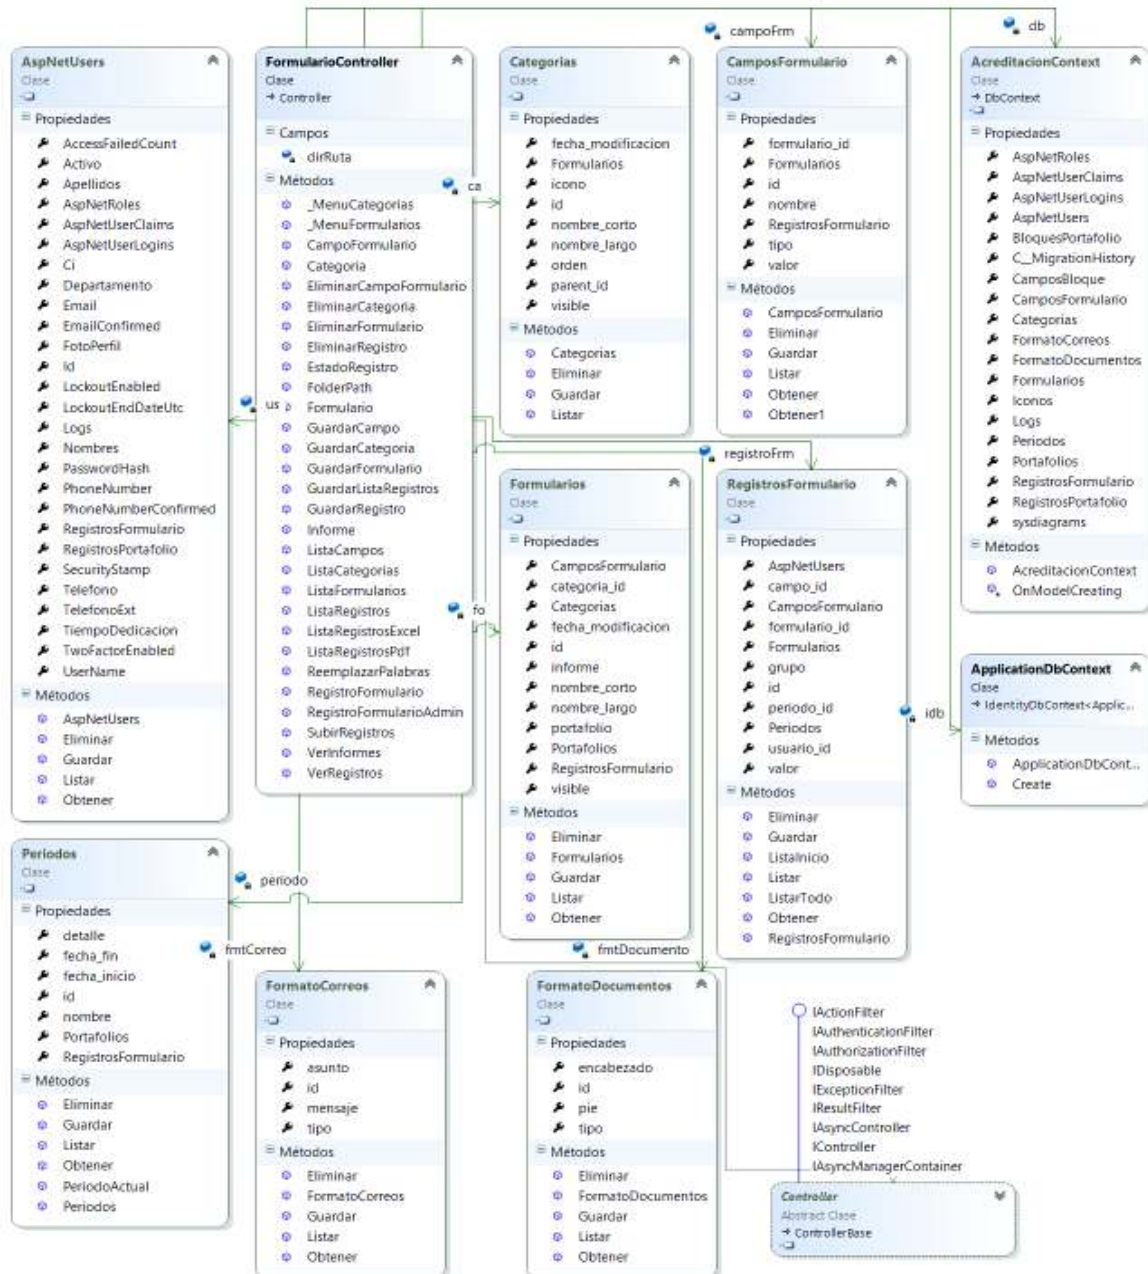 campoFrm
db
AspNetUsers
Clase
Propiedades
AccessFailedCount
Activo
Apellidos
AspNetRoles
AspNetUserClaims
AspNetUserLogins
Ci
Departamento
Email
EmailConfirmed
FotoPerfil
Id
LockoutEnabled
LockoutEndDateUtc
Logs
Nombres
PasswordHash
PhoneNumber
PhoneNumberConfirmed
RegistrosFormulario
RegistrosPortafolio
SecurityStamp
Telefono
TelefonoExt
TiempoDedicacion
TwoFactorEnabled
UserName
Métodos
AspNetUsers
Eliminar
Guardar
Listar
Obtener
us
FormularioController
Clase
→ Controller
Campos
dirRuta
Métodos
_MenuCategorias
_MenuFormularios
CampoFormulario
Categoria
EliminarCampoFormulario
EliminarCategoria
EliminarFormulario
EliminarRegistro
EstadoRegistro
FolderPath
Formulario
GuardarCampo
GuardarCategoria
GuardarFormulario
GuardarListaRegistros
GuardarRegistro
Informe
ListaCampos
ListaCategorias
ListaFormularios
ListaRegistros
ListaRegistrosExcel
ListaRegistrosPdf
ReemplazarPalabras
RegistroFormulario
RegistroFormularioAdmin
SubirRegistros
VerInformes
VerRegistros
ca
Categorias
Clase
Propiedades
fecha_modificacion
Formularios
icono
id
nombre_corto
nombre_largo
orden
parent_id
visible
Métodos
Categorias
Eliminar
Guardar
Listar
CamposFormulario
Clase
Propiedades
formulario_id
Formularios
id
nombre
RegistrosFormulario
tipo
valor
Métodos
CamposFormulario
Eliminar
Guardar
Listar
Obtener
Obtener1
AcreditacionContext
Clase
→ DbContext
Propiedades
AspNetRoles
AspNetUserClaims
AspNetUserLogins
AspNetUsers
BloquesPortafolio
C__MigrationHistory
CamposBloque
CamposFormulario
Categorias
FormatoCorreos
FormatoDocumentos
Formularios
Iconos
Logs
Periodos
Portafolios
RegistrosFormulario
RegistrosPortafolio
sysdiagrams
Métodos
AcreditacionContext
OnModelCreating
registroFrm
fo
Formularios
Clase
Propiedades
CamposFormulario
categoria_id
Categorias
fecha_modificacion
id
informe
nombre_corto
nombre_largo
portafolio
Portafolios
RegistrosFormulario
visible
Métodos
Eliminar
Formularios
Guardar
Listar
Obtener
RegistrosFormulario
Clase
Propiedades
AspNetUsers
campo_id
CamposFormulario
formulario_id
Formularios
grupo
id
periodo_id
Periodos
usuario_id
valor
Métodos
Eliminar
Guardar
ListaInicio
Listar
ListarTodo
Obtener
RegistrosFormulario
idb
ApplicationDbContext
Clase
→ IdentityDbContext<Applic...
Métodos
ApplicationDbCont...
Create
Periodos
Clase
Propiedades
detalle
fecha_fin
fecha_inicio
id
nombre
Portafolios
RegistrosFormulario
Métodos
Eliminar
Guardar
Listar
Obtener
PeriodoActual
Periodos
periodo
fmtCorreo
FormatoCorreos
Clase
Propiedades
asunto
id
mensaje
tipo
Métodos
Eliminar
FormatoCorreos
Guardar
Listar
Obtener
fmtDocumento
FormatoDocumentos
Clase
Propiedades
encabezado
id
pie
tipo
Métodos
Eliminar
FormatoDocumentos
Guardar
Listar
Obtener
IActionFilter
IAuthenticationFilter
IAuthorizationFilter
IDisposable
IExceptionFilter
IResultFilter
IAsyncController
IController
IAsyncManagerContainer
Controller
Abstract Clase
→ ControllerBase